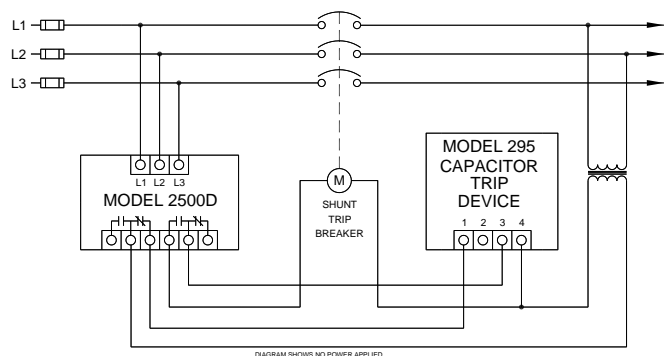 L1
L2
L3
L1 L2 L3
MODEL 2500D
M
SHUNT
TRIP
BREAKER
MODEL 295
CAPACITOR
TRIP
DEVICE
1 2 3 4
DIAGRAM SHOWS NO POWER APPLIED